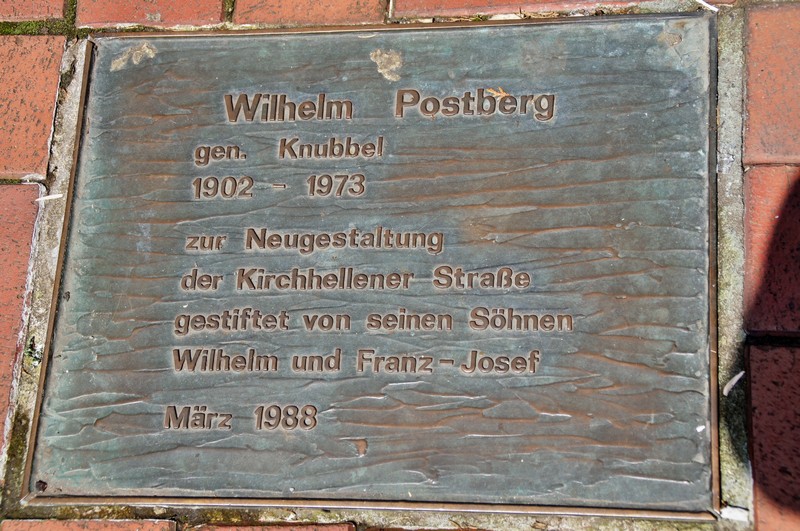 Wilhelm Postberg
gen. Knubbel
1902 - 1973
zur Neugestaltung
der Kirchhellener Straße
gestiftet von seinen Söhnen
Wilhelm und Franz-Josef
März 1988